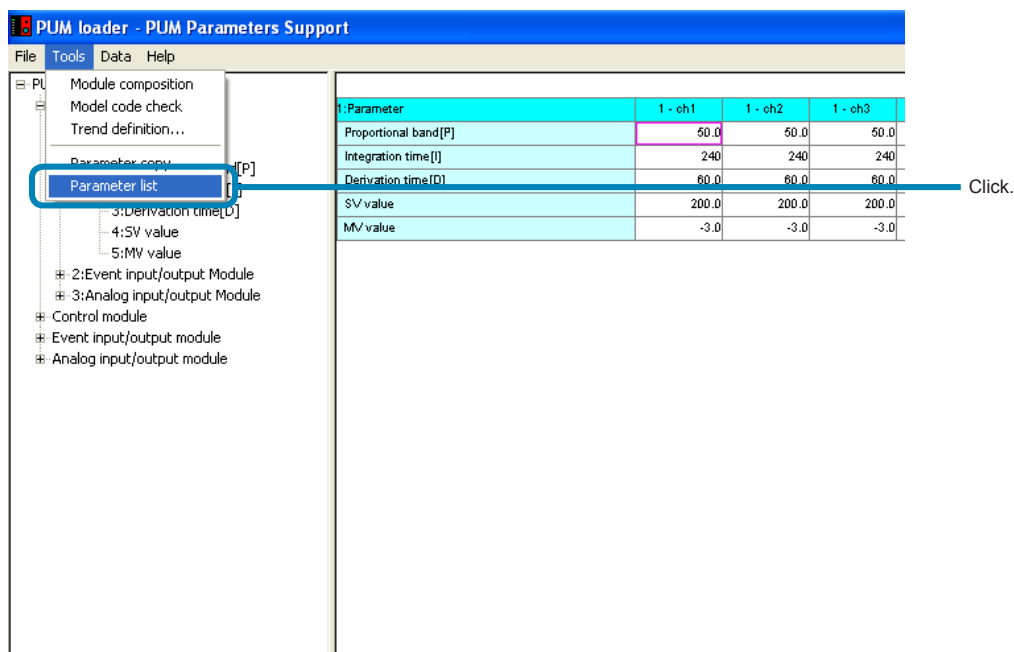 PUM loader - PUM Parameters Support
File Tools Data Help
Module composition
Model code check
Trend definition...
Parameter copy
Parameter list
3:Derivation time[D]
4:SV value
5:MV value
2:Event input/output Module
3:Analog input/output Module
Control module
Event input/output module
Analog input/output module
1:Parameter 1 - ch1 1 - ch2 1 - ch3
Proportional band[P] 50.0 50.0 50.0
Integration time[I] 240 240 240
Derivation time[D] 60.0 60.0 60.0
SV value 200.0 200.0 200.0
MV value -3.0 -3.0 -3.0
Click.